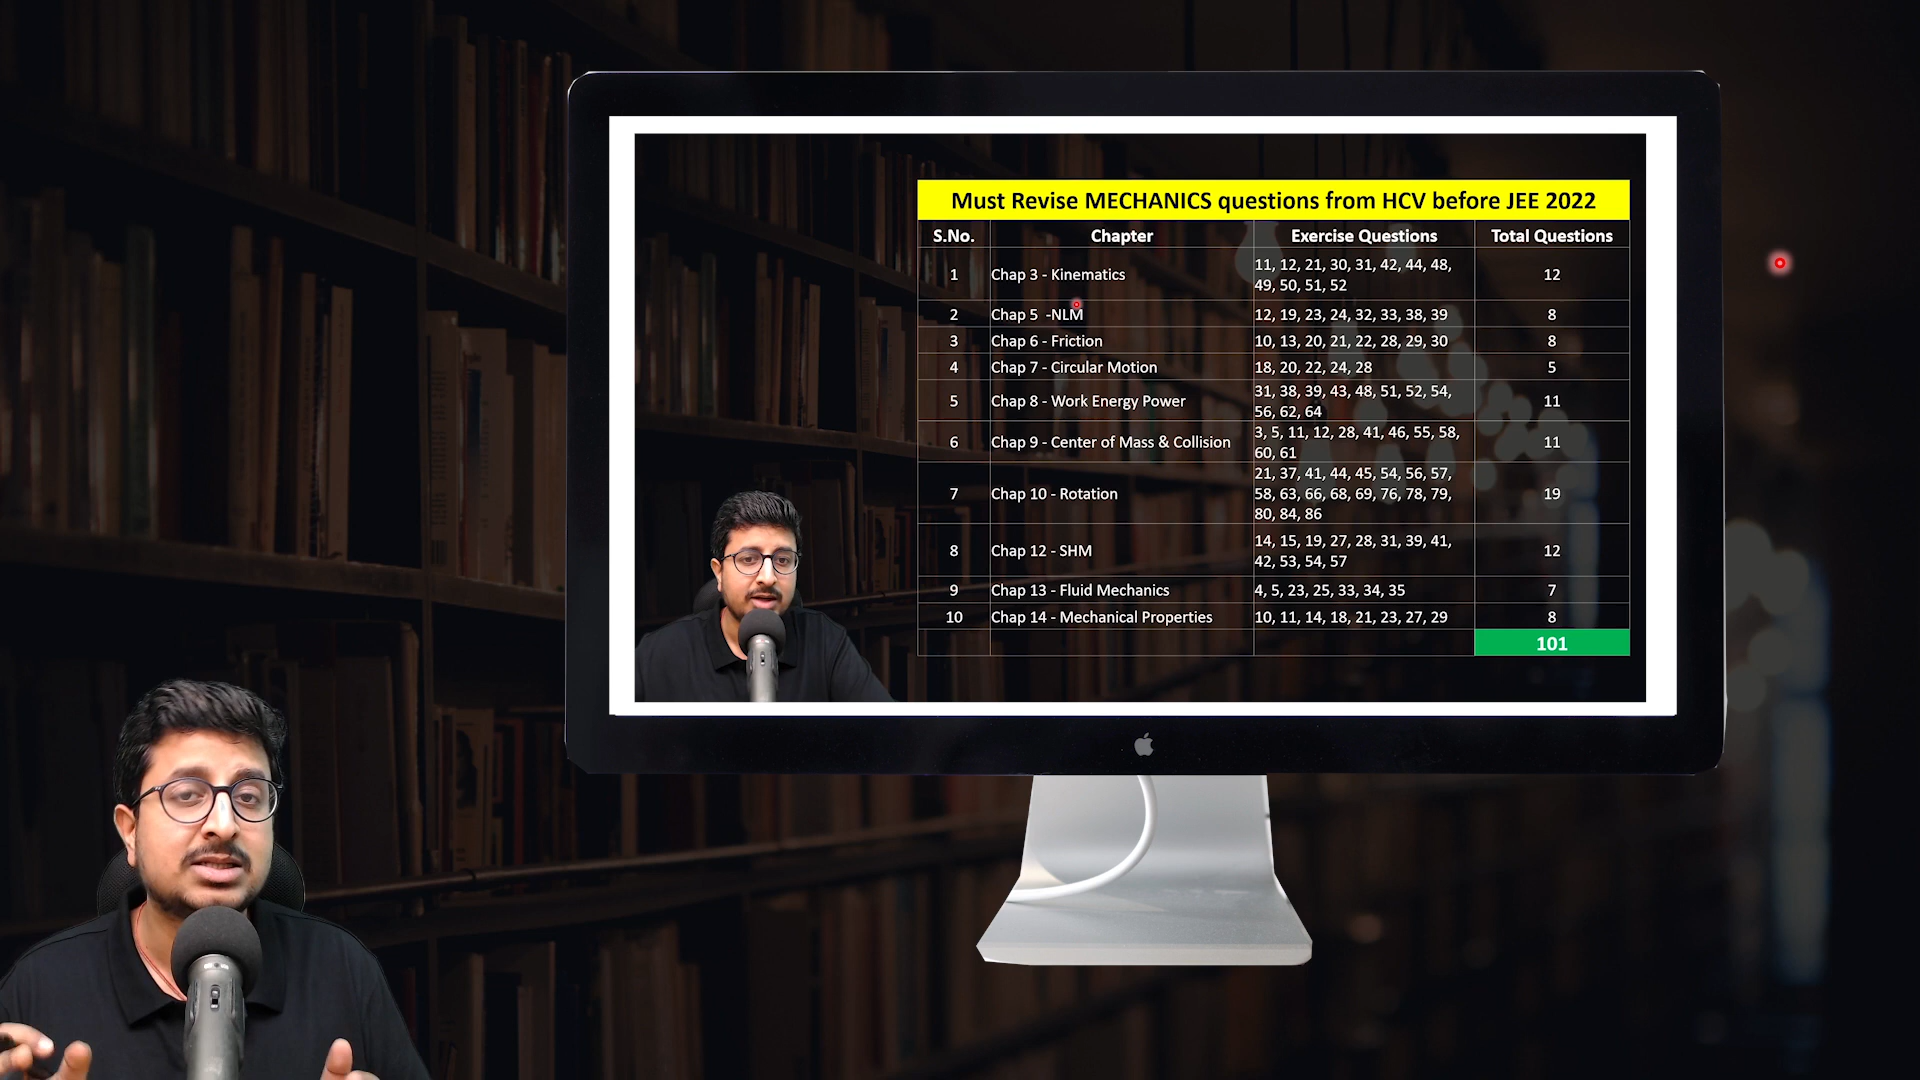 Must Revise MECHANICS questions from HCV before JEE 2022
S.No. Chapter Exercise Questions Total Questions
1 Chap 3 - Kinematics 11, 12, 21, 30, 31, 42, 44, 48, 12
49, 50, 51, 52
2 Chap 5 -NLM 12, 19, 23, 24, 32, 33, 38, 39 8
3 Chap 6 - Friction 10, 13, 20, 21, 22, 28, 29, 30 8
4 Chap 7 - Circular Motion 18, 20, 22, 24, 28 5
5 Chap 8 - Work Energy Power 31, 38, 39, 43, 48, 51, 52, 54, 11
56, 62, 64
6 Chap 9 - Center of Mass & Collision 3, 5, 11, 12, 28, 41, 46, 55, 58, 11
60, 61
7 Chap 10 - Rotation 21, 37, 41, 44, 45, 54, 56, 57, 19
58, 63, 66, 68, 69, 76, 78, 79,
80, 84, 86
8 Chap 12 - SHM 14, 15, 19, 27, 28, 31, 39, 41, 12
42, 53, 54, 57
9 Chap 13 - Fluid Mechanics 4, 5, 23, 25, 33, 34, 35 7
10 Chap 14 - Mechanical Properties 10, 11, 14, 18, 21, 23, 27, 29 8
101